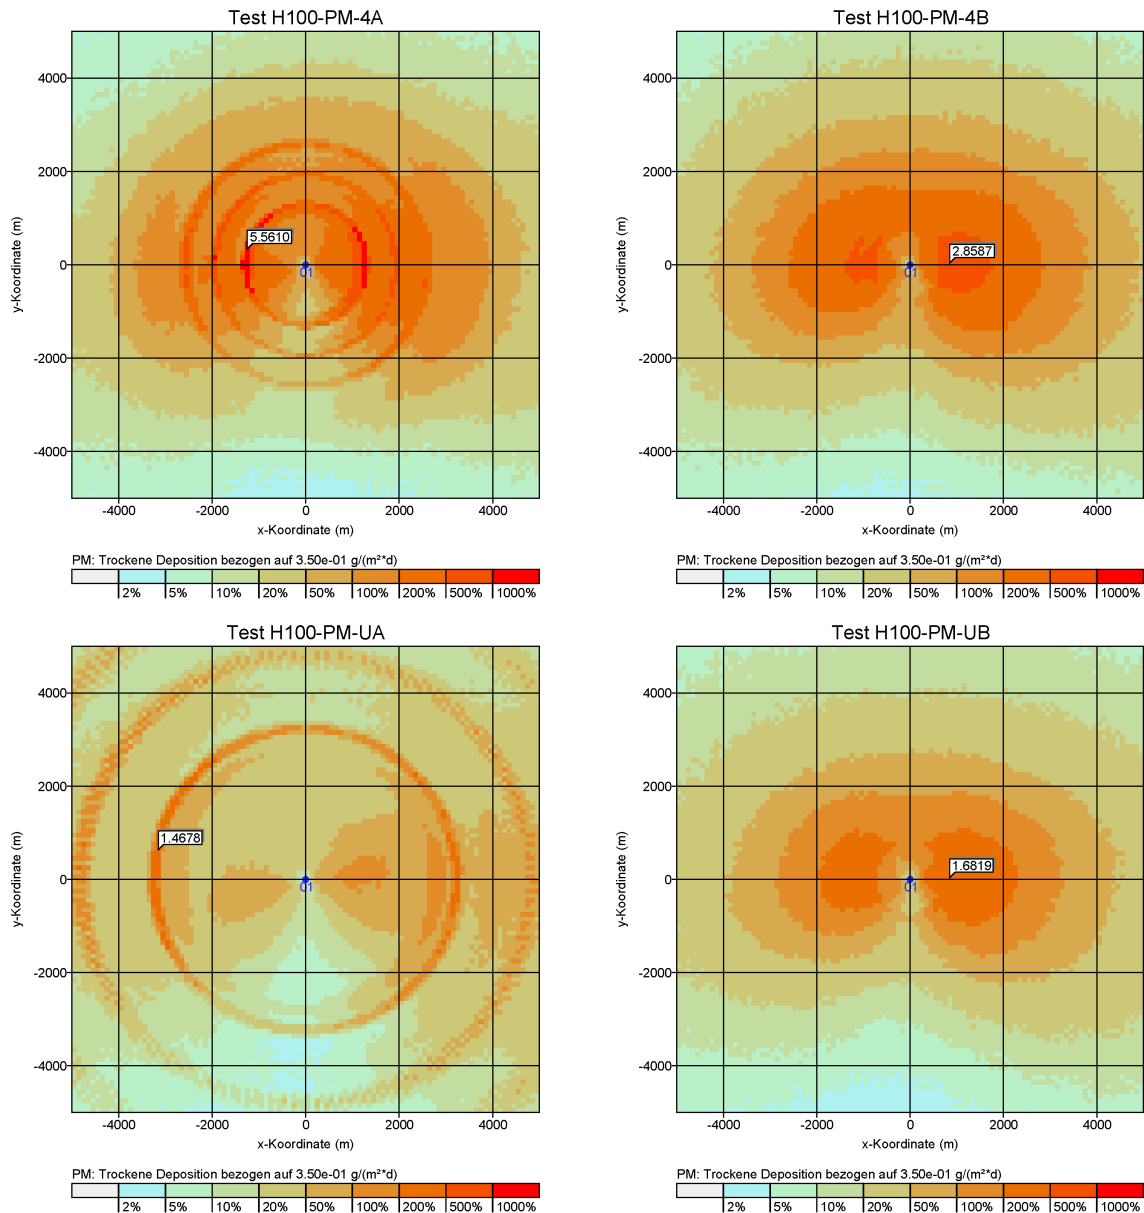 Test H100-PM-4A
Test H100-PM-4B
y-Koordinate (m)
4000
2000
0
-2000
-4000
5.5610
01
-4000 -2000 0 2000 4000
x-Koordinate (m)
y-Koordinate (m)
4000
2000
0
-2000
-4000
2.8587
01
-4000 -2000 0 2000 4000
x-Koordinate (m)
PM: Trockene Deposition bezogen auf 3.50e-01 g/(m²*d)
2% 5% 10% 20% 50% 100% 200% 500% 1000%
PM: Trockene Deposition bezogen auf 3.50e-01 g/(m²*d)
2% 5% 10% 20% 50% 100% 200% 500% 1000%
Test H100-PM-UA
Test H100-PM-UB
y-Koordinate (m)
4000
2000
0
-2000
-4000
1.4678
01
-4000 -2000 0 2000 4000
x-Koordinate (m)
y-Koordinate (m)
4000
2000
0
-2000
-4000
1.6819
01
-4000 -2000 0 2000 4000
x-Koordinate (m)
PM: Trockene Deposition bezogen auf 3.50e-01 g/(m²*d)
2% 5% 10% 20% 50% 100% 200% 500% 1000%
PM: Trockene Deposition bezogen auf 3.50e-01 g/(m²*d)
2% 5% 10% 20% 50% 100% 200% 500% 1000%